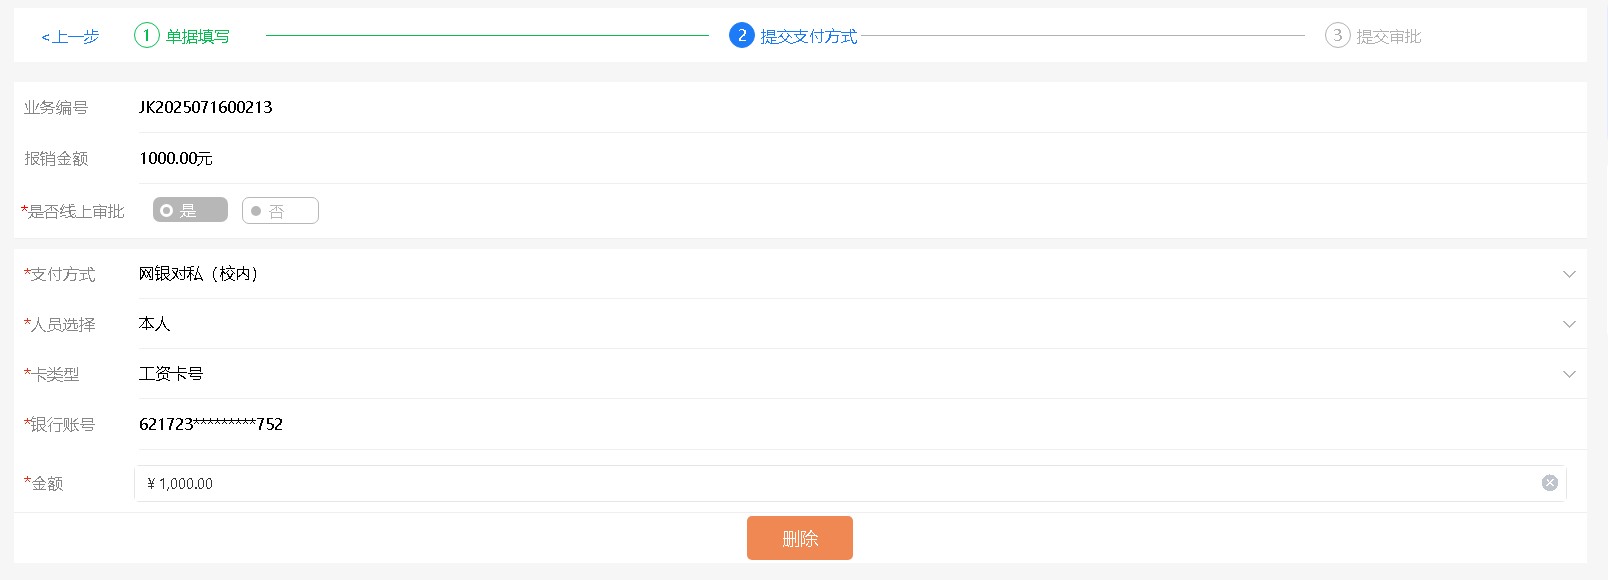 <上一步 1 单据填写 2 提交支付方式 3 提交审批
业务编号 JK2025071600213
报销金额 1000.00元
*是否线上审批 是 否
*支付方式 网银对私（校内）
*人员选择 本人
*卡类型 工资卡号
*银行账号 621723*********752
*金额 ¥ 1,000.00
删除